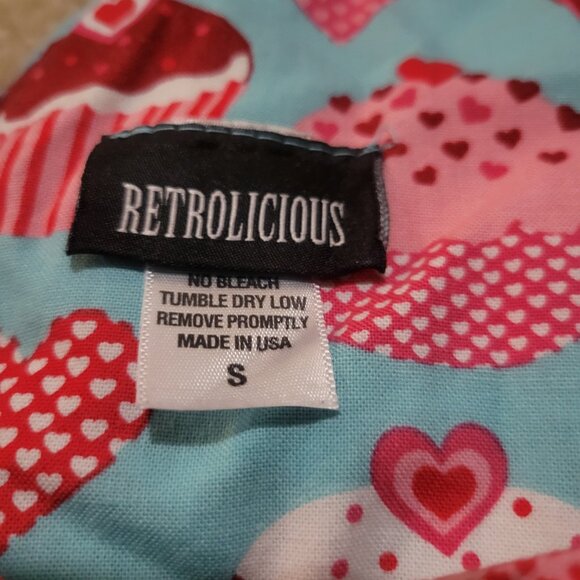 RETROLICIOUS
NO BLEACH
TUMBLE DRY LOW
REMOVE PROMPTLY
MADE IN USA
S